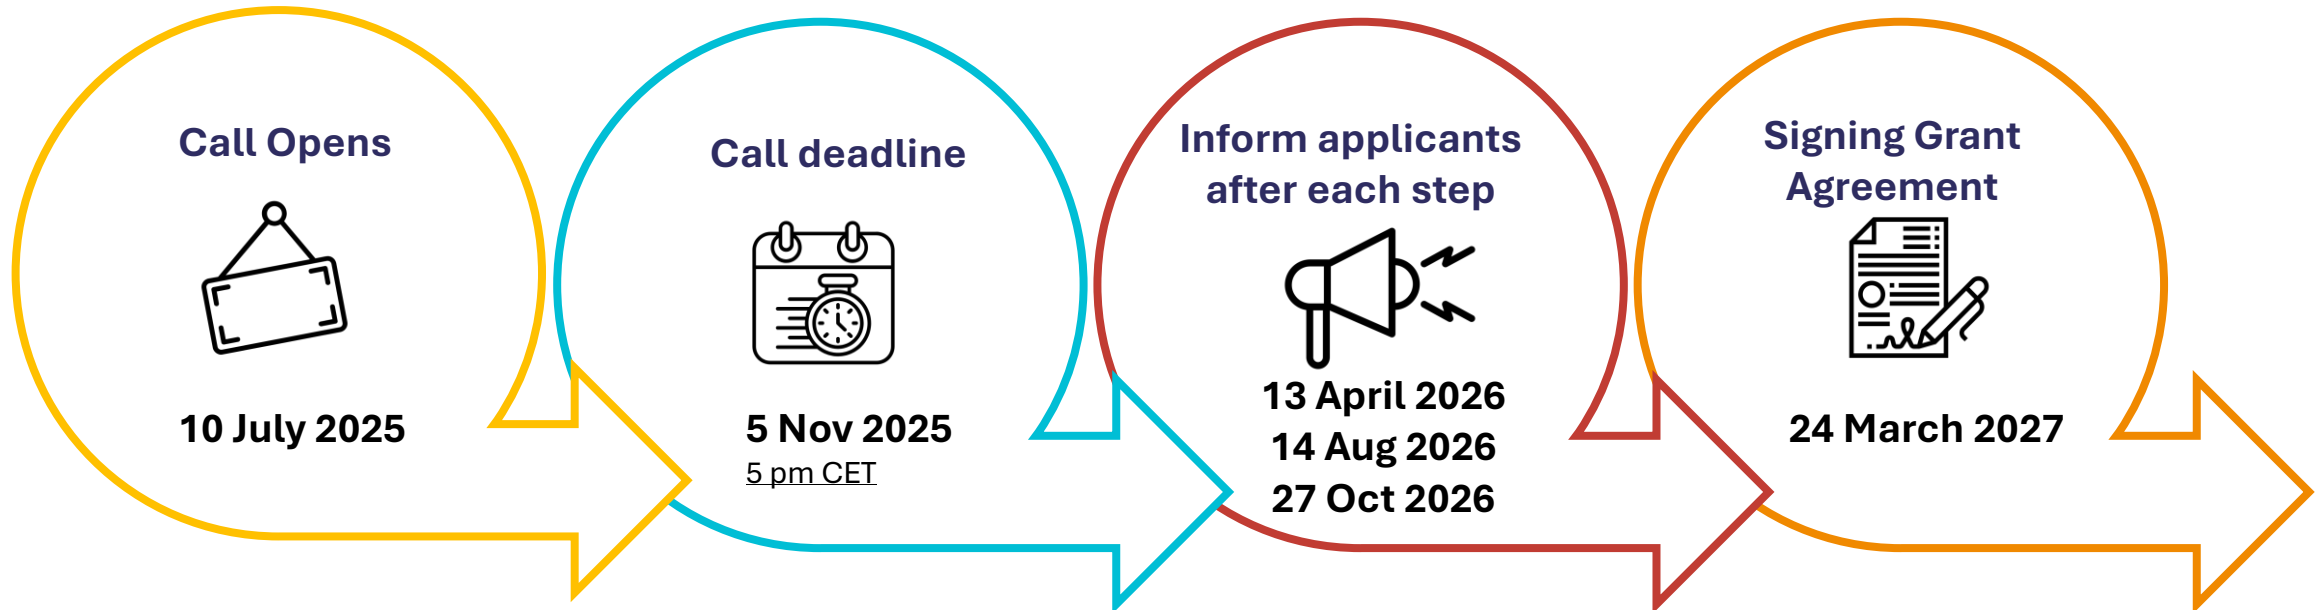 Call Opens
10 July 2025
Call deadline
5 Nov 2025
5 pm CET
Inform applicants
after each step
13 April 2026
14 Aug 2026
27 Oct 2026
Signing Grant
Agreement
24 March 2027